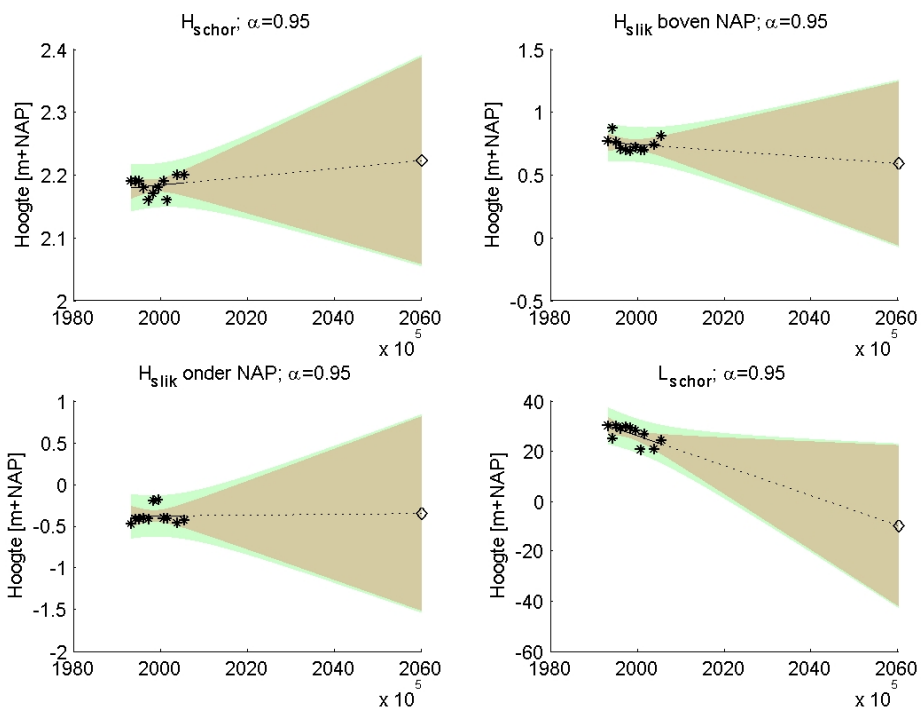 H_schor; α=0.95
Hoogte [m+NAP]
2.4
2.3
2.2
2.1
2
1980 2000 2020 2040 2060
x 10^5
H_slik boven NAP; α=0.95
Hoogte [m+NAP]
1.5
1
0.5
0
-0.5
1980 2000 2020 2040 2060
x 10^5
H_slik onder NAP; α=0.95
Hoogte [m+NAP]
1
0.5
0
-0.5
-1
-1.5
-2
1980 2000 2020 2040 2060
x 10^5
L_schor; α=0.95
Hoogte [m+NAP]
40
20
0
-20
-40
-60
1980 2000 2020 2040 2060
x 10^5